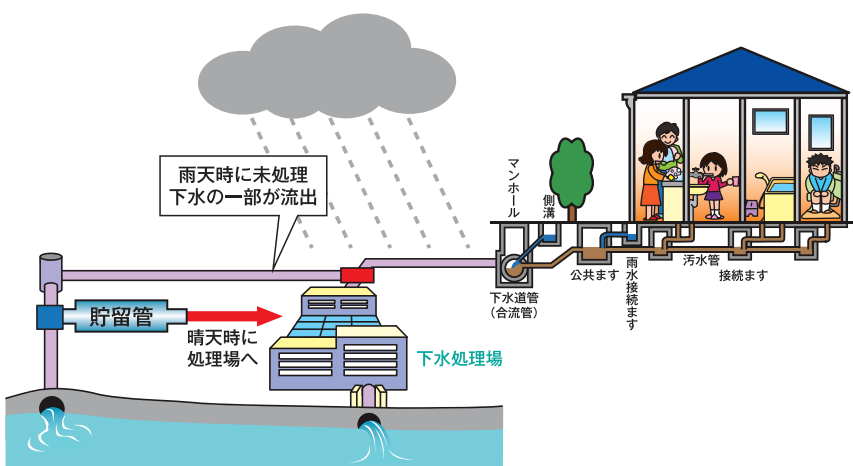 雨天時に未処理
下水の一部が流出
マンホール
側溝
下水道管
(合流管)
公共ます
雨水接続ます
汚水管
接続ます
貯留管
晴天時に
処理場へ
下水処理場